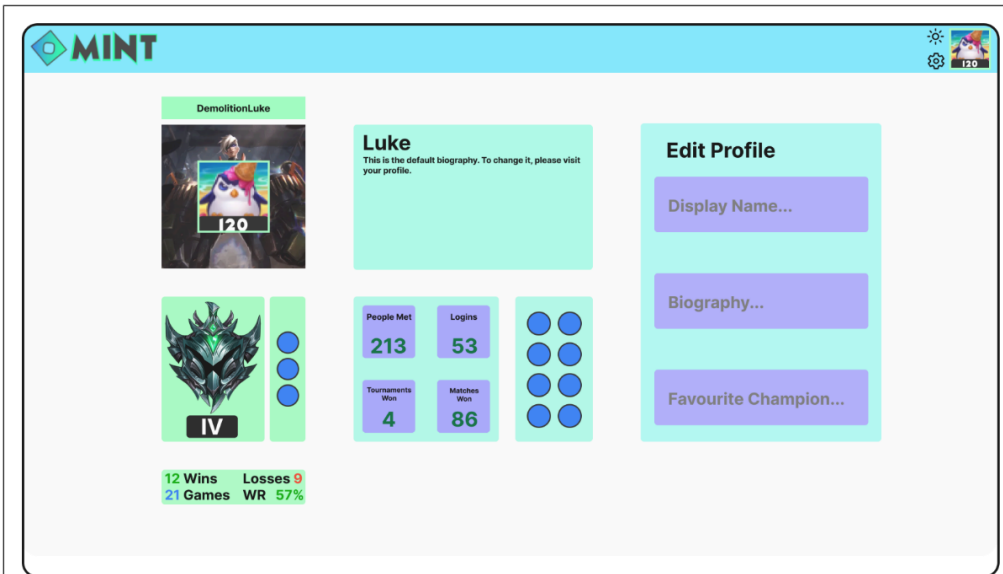 MINT
120
DemolitionLuke
120
IV
12 Wins Losses 9
21 Games WR 57%
Luke
This is the default biography. To change it, please visit
your profile.
People Met
213
Logins
53
Tournaments
Won
4
Matches
Won
86
Edit Profile
Display Name...
Biography...
Favourite Champion...